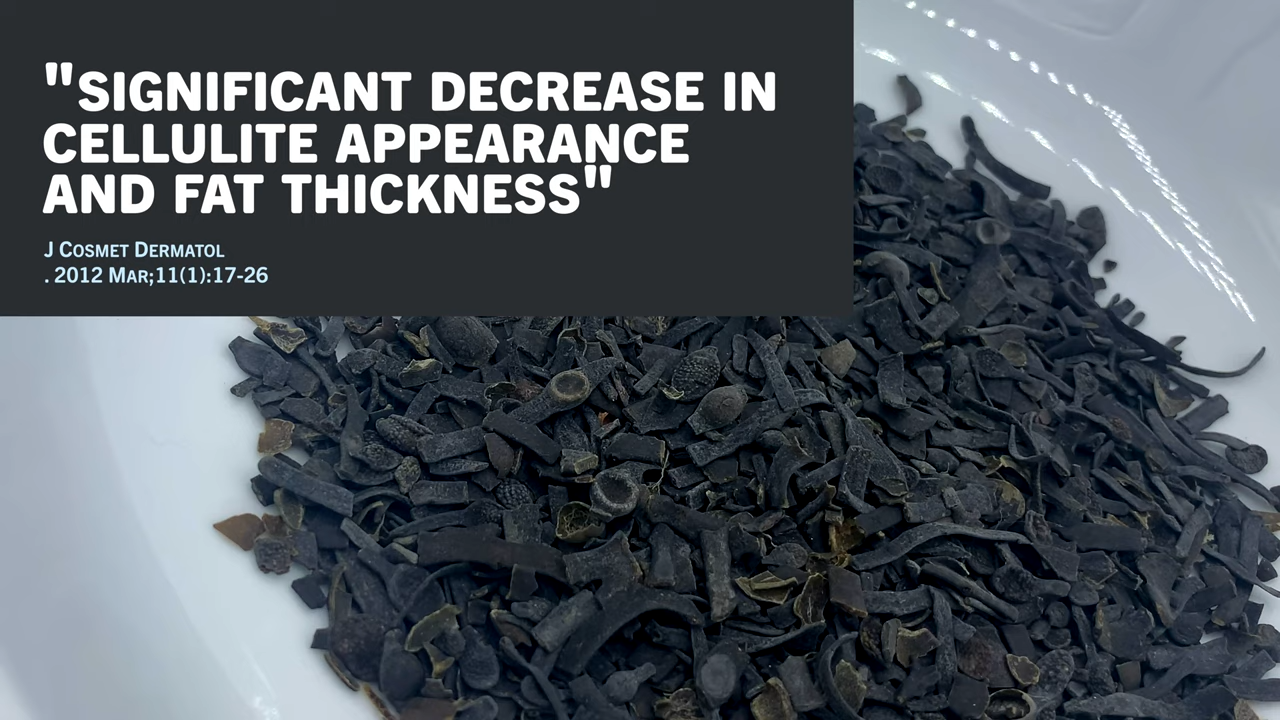 "SIGNIFICANT DECREASE IN
CELLULITE APPEARANCE
AND FAT THICKNESS"
J COSMET DERMATOL
. 2012 MAR;11(1):17-26